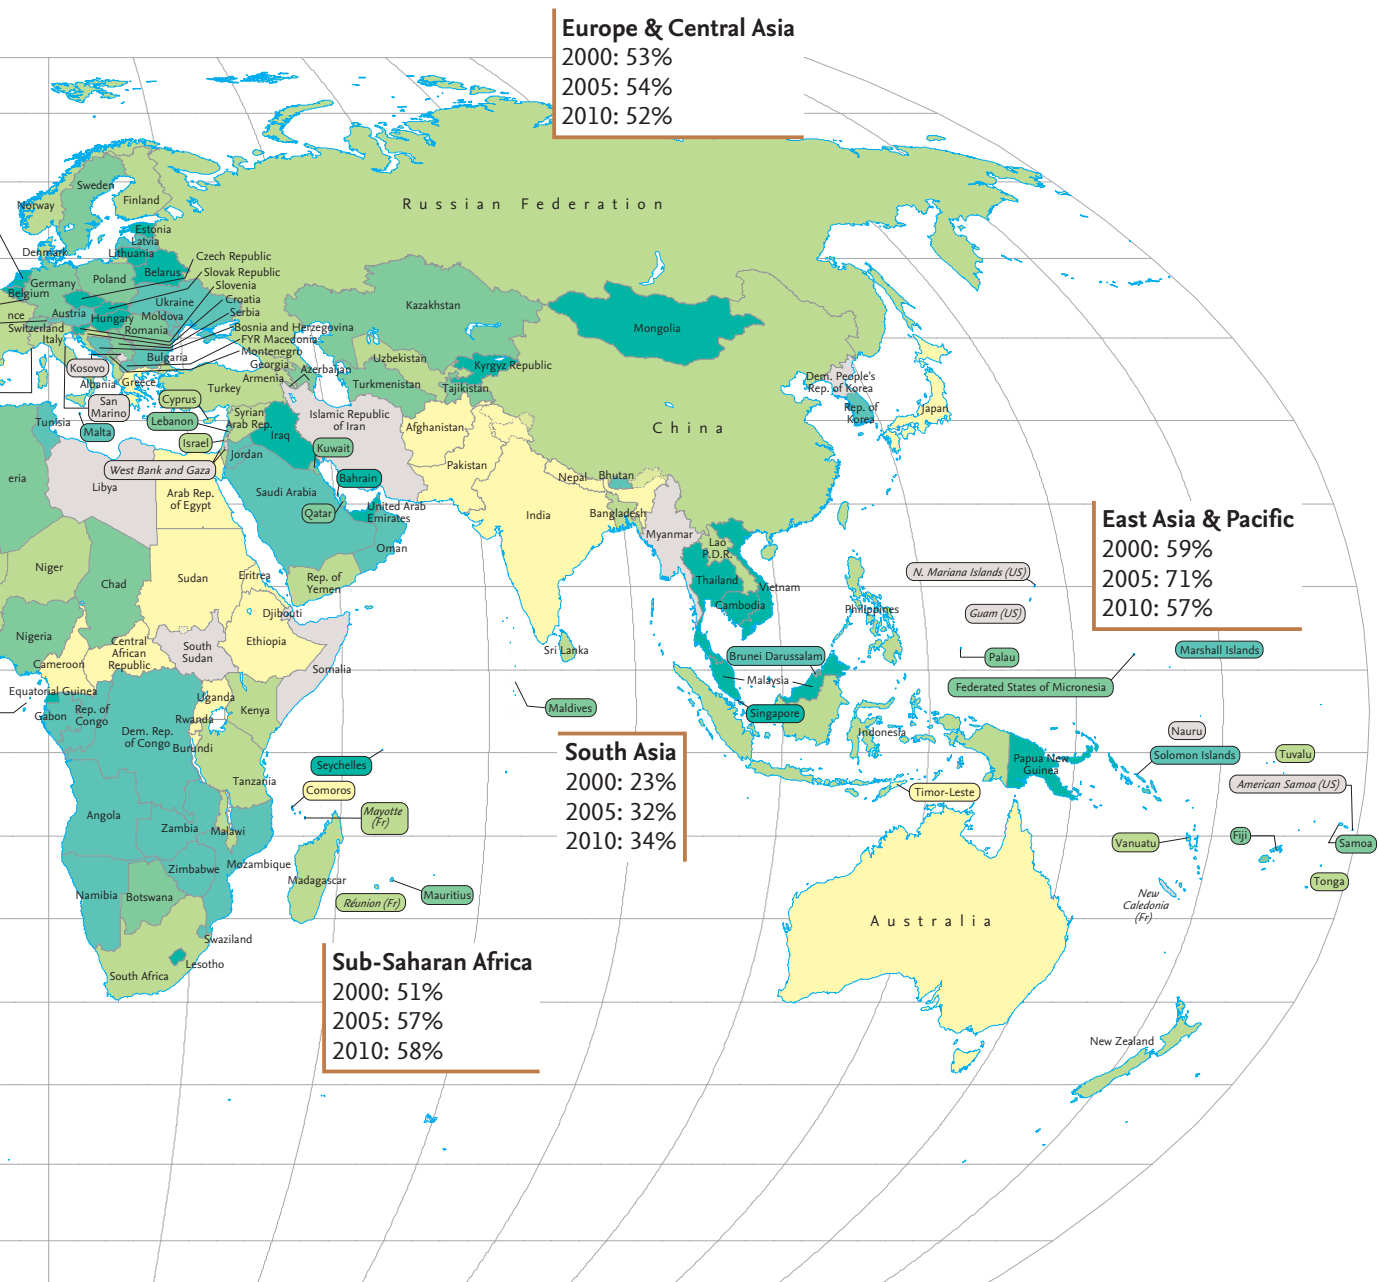 Europe & Central Asia
2000: 53%
2005: 54%
2010: 52%
Sweden
Norway
Finland
Russian Federation
Estonia
Latvia
Denmark
Lithuania
Czech Republic
Belarus
Slovak Republic
Poland
Germany
Slovenia
Belgium
Ukraine
Croatia
nce
Austria
Hungary
Moldova
Serbia
Switzerland
Romania
Bosnia and Herzegovina
Italy
FYR Macedonia
Montenegro
Bulgaria
Georgia
Kosovo
Armenia
Azerbaijan
Albania
Greece
Turkey
Kazakhstan
Mongolia
Uzbekistan
Kyrgyz Republic
Turkmenistan
Tajikistan
Dem. People's
Rep. of Korea
Rep. of
Korea
Japan
China
San
Marino
Cyprus
Lebanon
Syrian
Arab Rep.
Islamic Republic
of Iran
Tunisia
Malta
Israel
Iraq
Kuwait
Jordan
West Bank and Gaza
Bahrain
Afghanistan
Pakistan
Nepal
Bhutan
eria
Libya
Arab Rep.
of Egypt
Saudi Arabia
Qatar
United Arab
Emirates
Oman
India
Bangladesh
Myanmar
Lao
P.D.R.
East Asia & Pacific
2000: 59%
2005: 71%
2010: 57%
Niger
Chad
Sudan
Eritrea
Rep. of
Yemen
Thailand
Vietnam
Cambodia
Philippines
N. Mariana Islands (US)
Guam (US)
Djibouti
Nigeria
Central
African
Republic
South
Sudan
Ethiopia
Somalia
Sri Lanka
Cameroon
Brunei Darussalam
Malaysia
Palau
Marshall Islands
Federated States of Micronesia
Equatorial Guinea
Uganda
Kenya
Gabon
Rep. of
Congo
Rwanda
Dem. Rep.
of Congo
Burundi
Maldives
Singapore
Indonesia
Nauru
Papua New
Guinea
Solomon Islands
Tuvalu
South Asia
2000: 23%
2005: 32%
2010: 34%
Seychelles
Tanzania
Comoros
Timor-Leste
American Samoa (US)
Angola
Mayotte
(Fr)
Zambia
Malawi
Vanuatu
Fiji
Samoa
Mozambique
Zimbabwe
Madagascar
Namibia
Botswana
Réunion (Fr)
Mauritius
Tonga
New
Caledonia
(Fr)
Australia
Swaziland
Lesotho
South Africa
Sub-Saharan Africa
2000: 51%
2005: 57%
2010: 58%
New Zealand